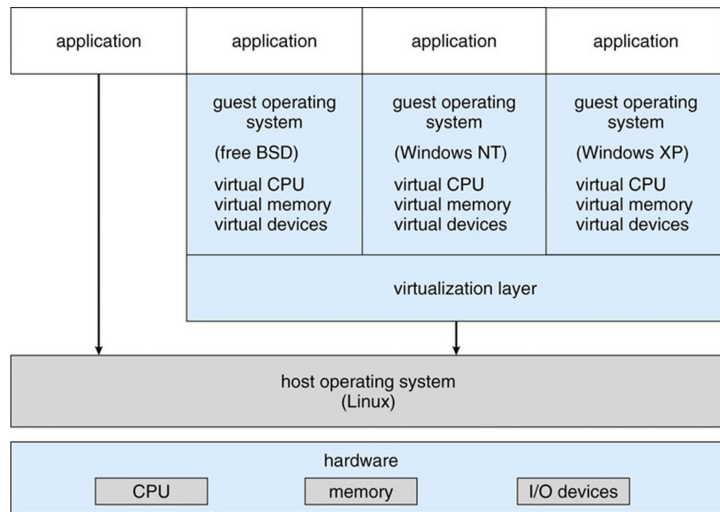 application
application
application
application
guest operating
system
(free BSD)
virtual CPU
virtual memory
virtual devices
guest operating
system
(Windows NT)
virtual CPU
virtual memory
virtual devices
guest operating
system
(Windows XP)
virtual CPU
virtual memory
virtual devices
virtualization layer
host operating system
(Linux)
hardware
CPU
memory
I/O devices